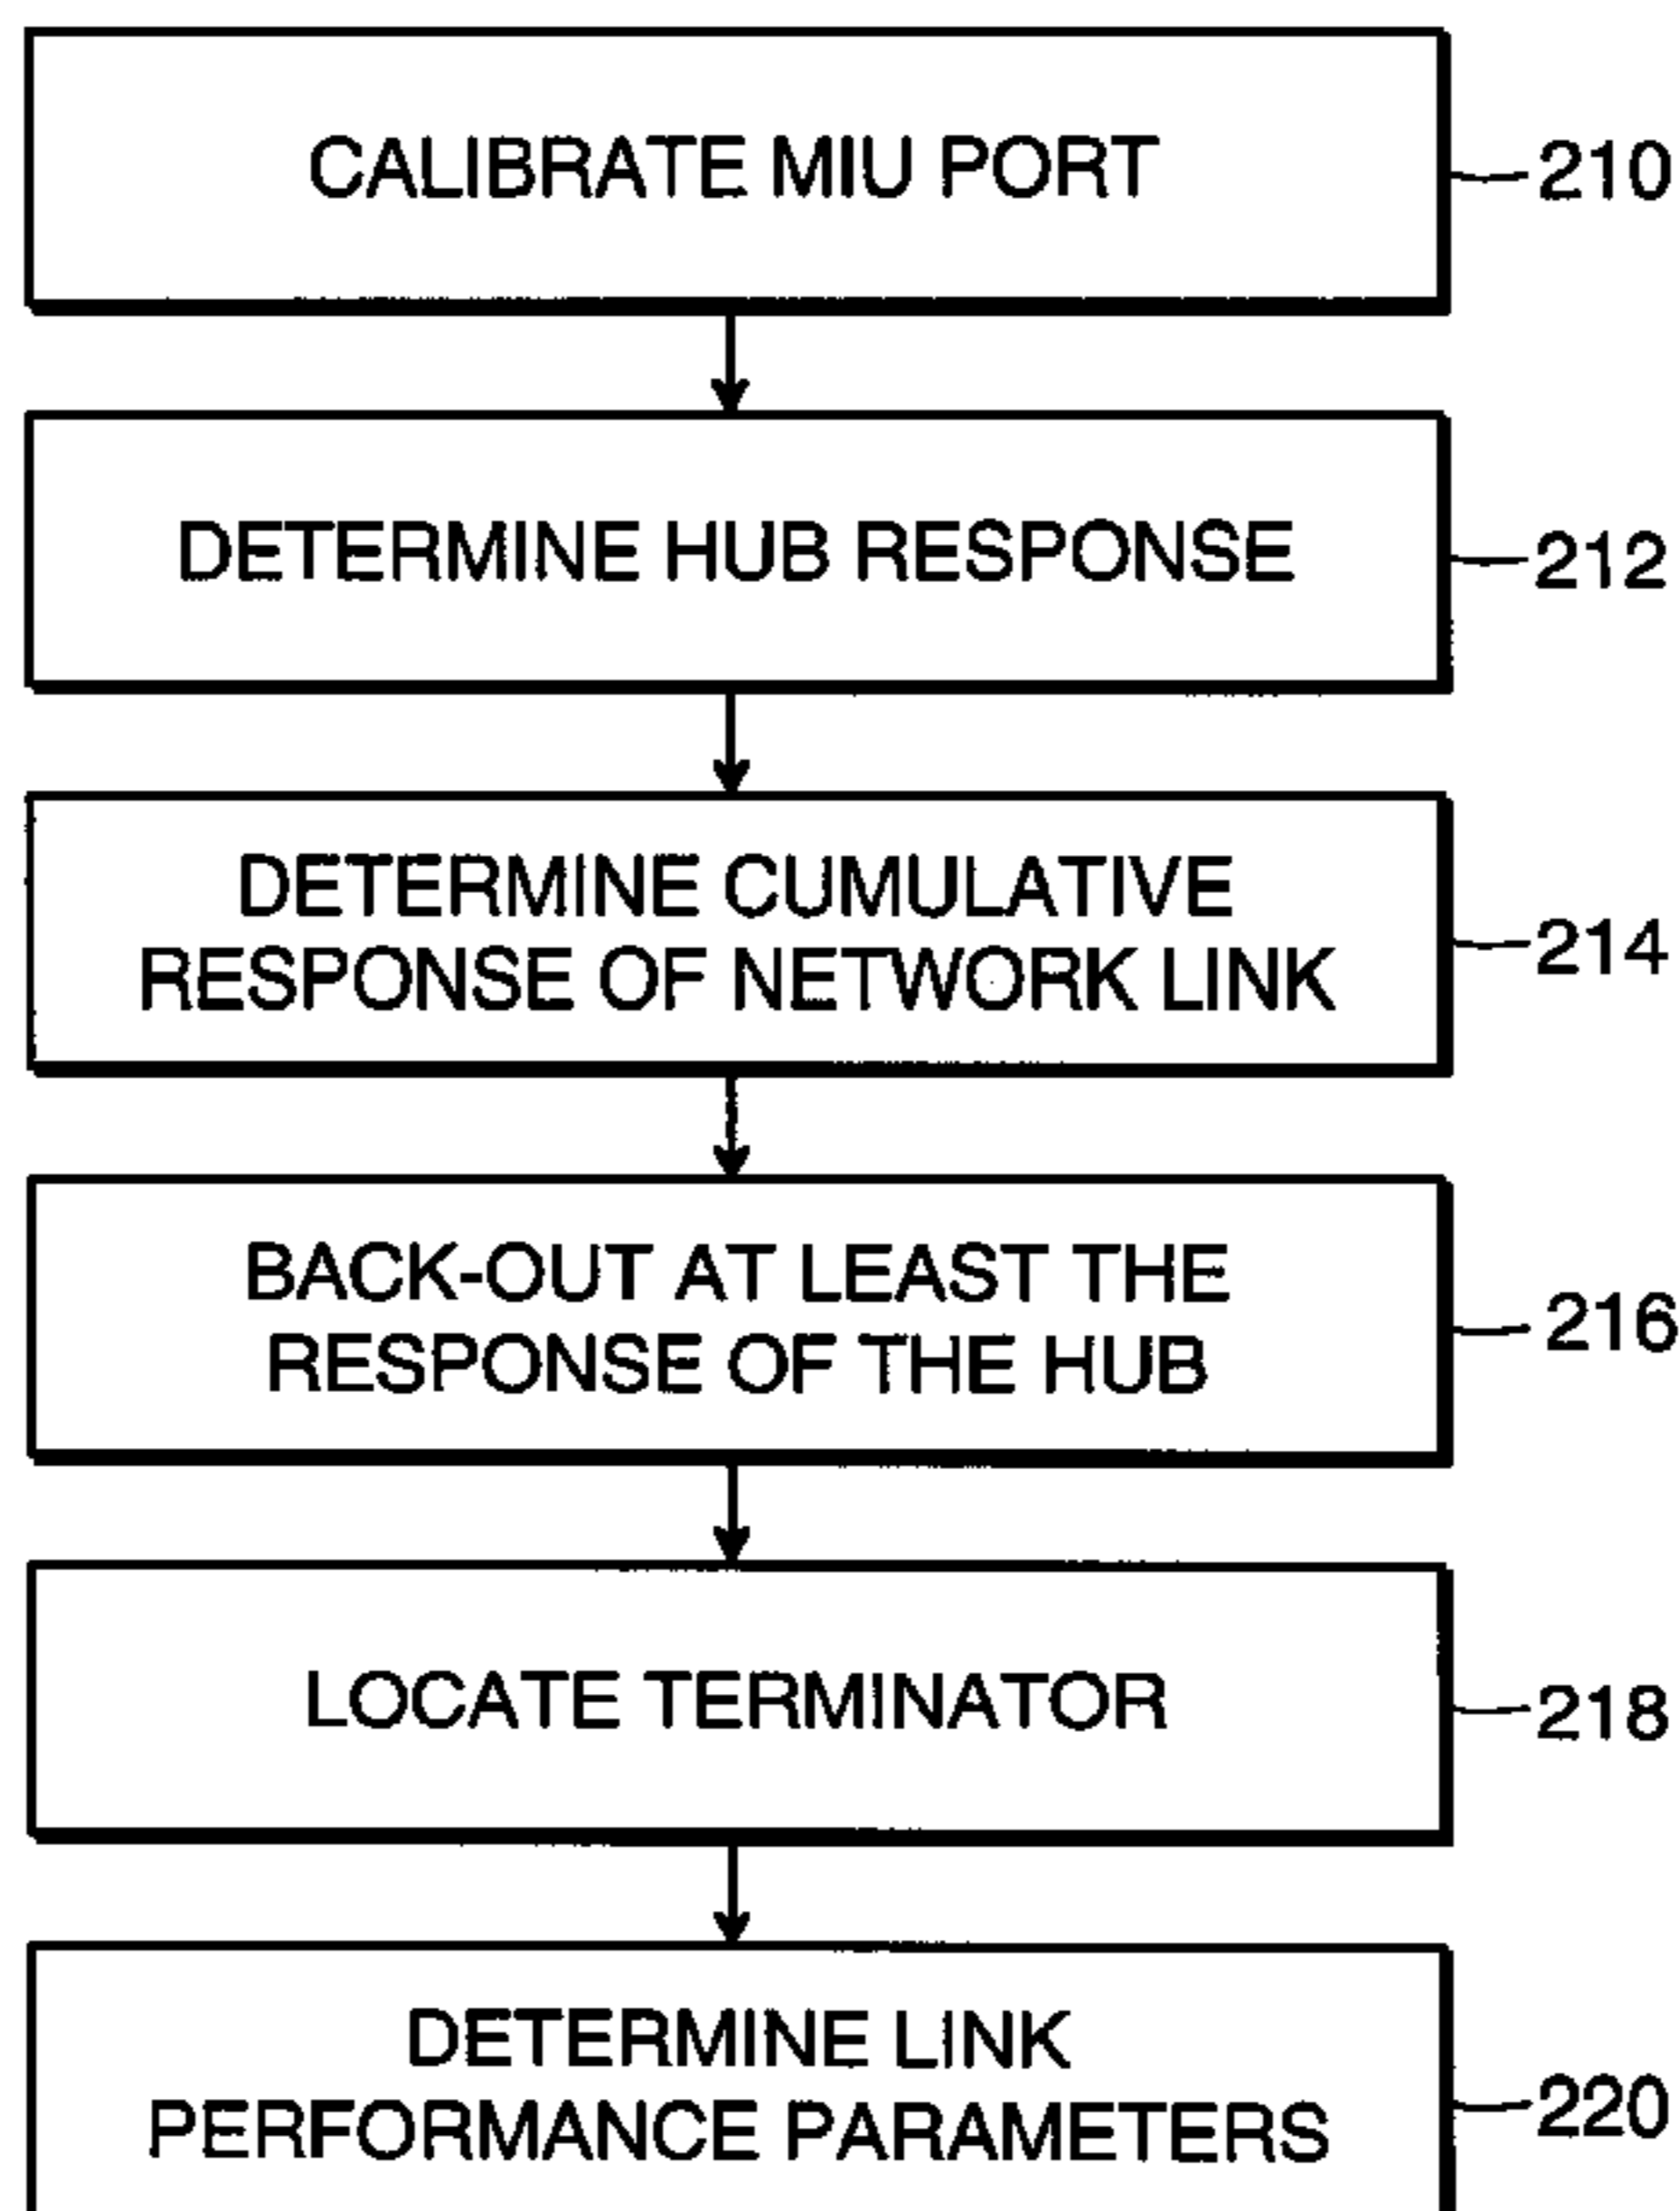 CALIBRATE MIU PORT
210
DETERMINE HUB RESPONSE
212
DETERMINE CUMULATIVE
RESPONSE OF NETWORK LINK
214
BACK-OUT AT LEAST THE
RESPONSE OF THE HUB
216
LOCATE TERMINATOR
218
DETERMINE LINK
PERFORMANCE PARAMETERS
220